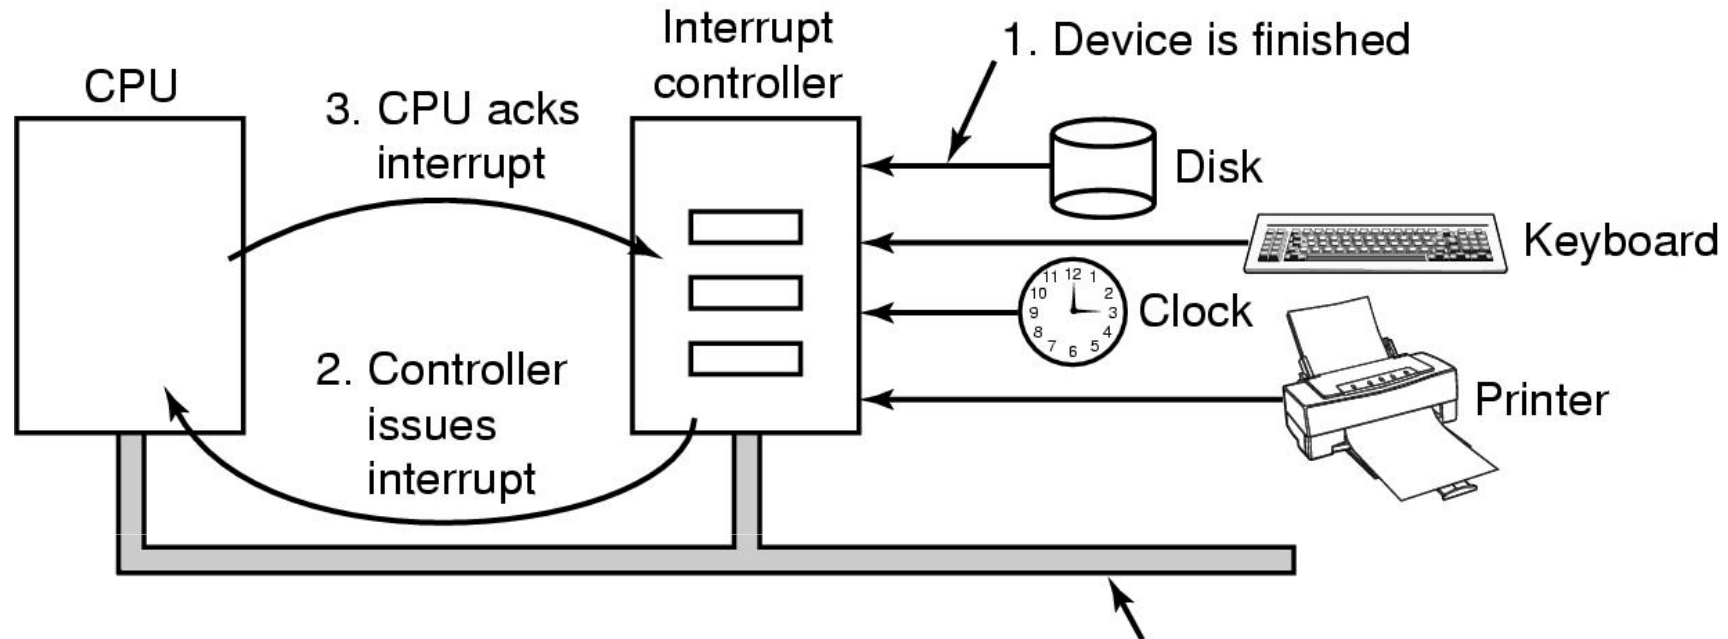 Interrupt
controller
1. Device is finished
CPU
3. CPU acks
interrupt
Disk
Keyboard
11 12 1
10 2
9 3
8 4
7 6 5
Clock
2. Controller
issues
interrupt
Printer